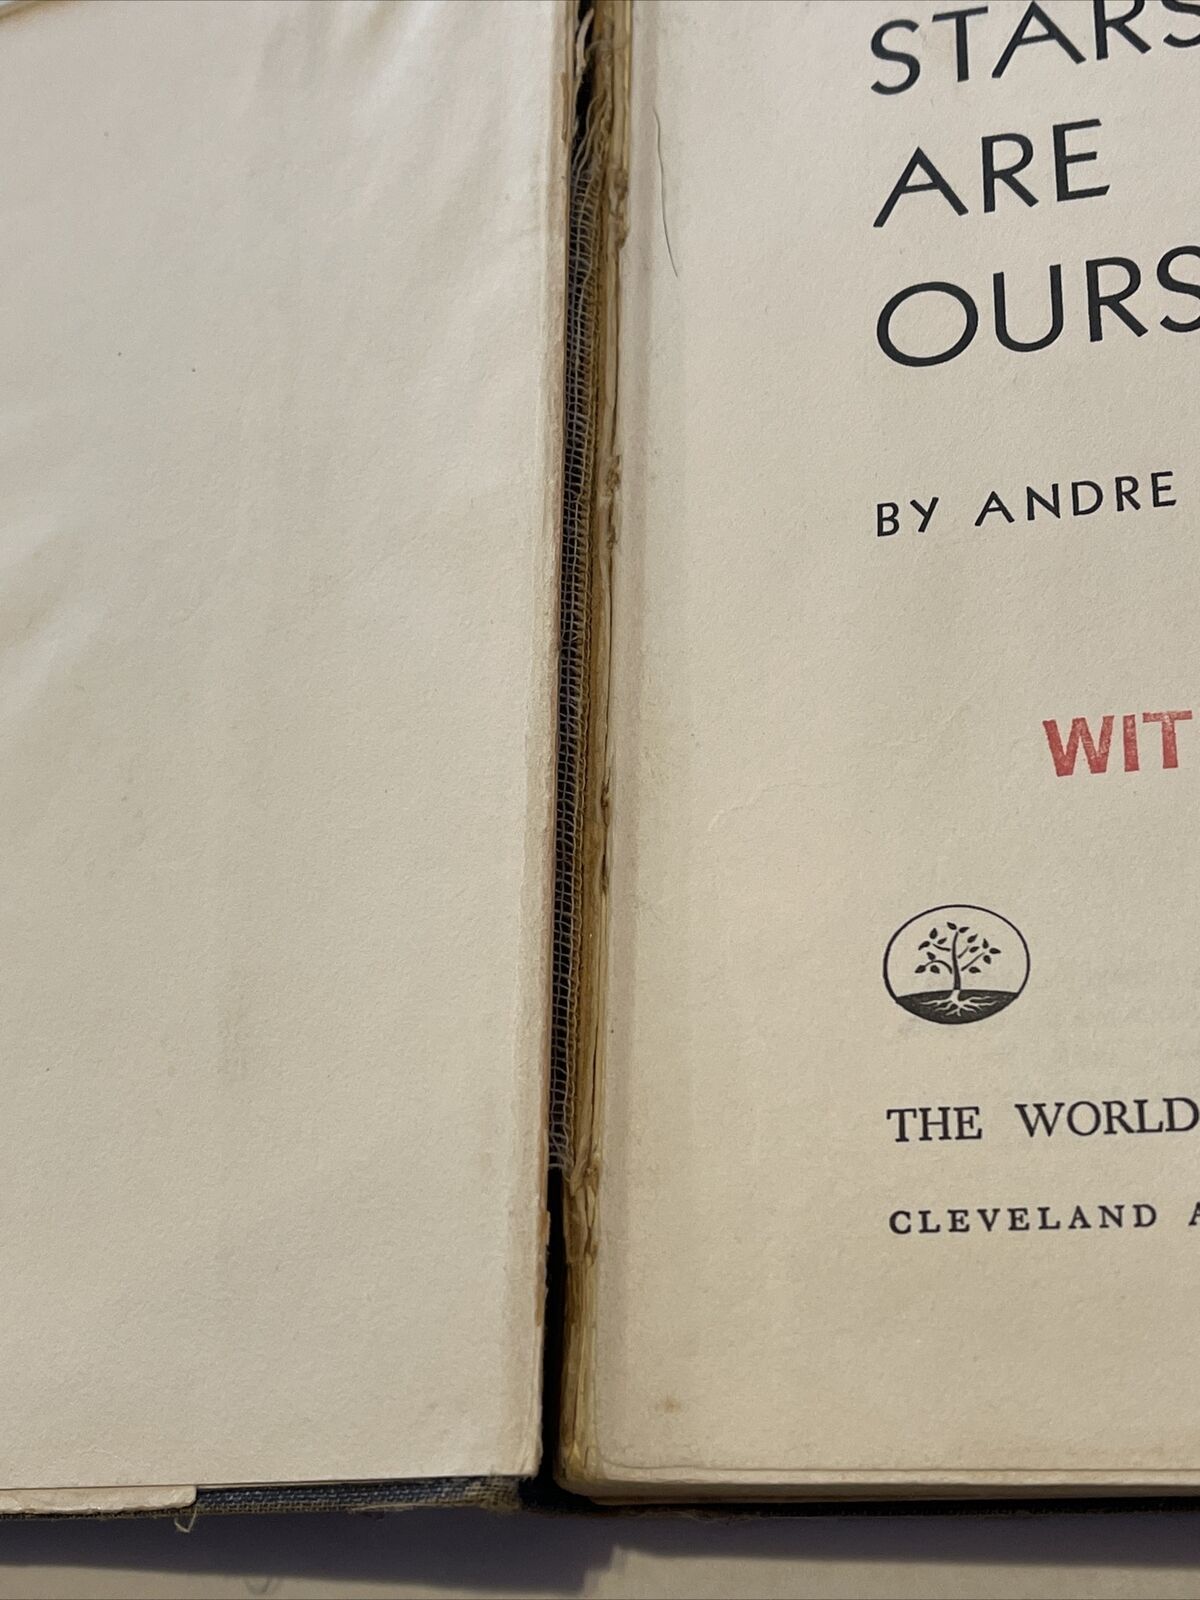 STARS
ARE
OURS
BY ANDRE
WIT
THE WORLD
CLEVELAND A